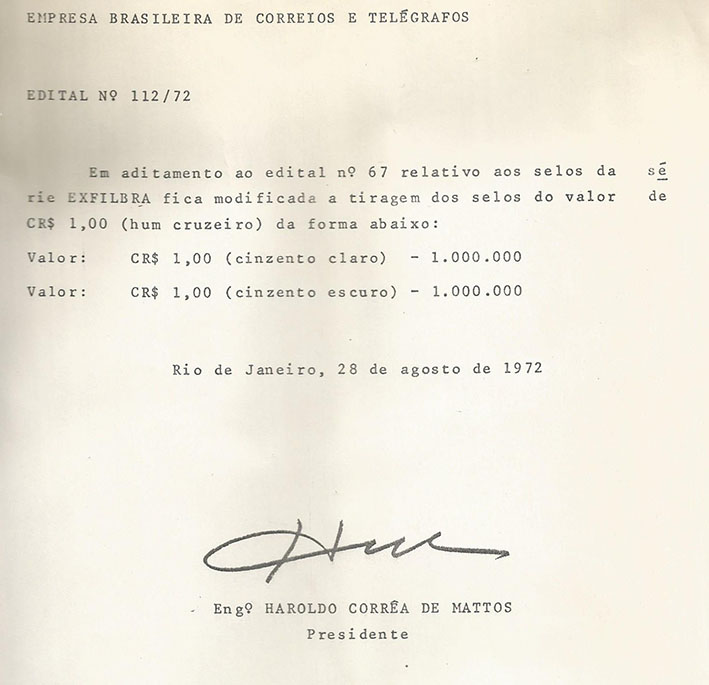 EMPRESA BRASILEIRA DE CORREIOS E TELÉGRAFOS
EDITAL Nº 112/72
Em aditamento ao edital nº 67 relativo aos selos da sé
rie EXFILBRA fica modificada a tiragem dos selos do valor de
CR$ 1,00 (hum cruzeiro) da forma abaixo:
Valor: CR$ 1,00 (cinzento claro) - 1.000.000
Valor: CR$ 1,00 (cinzento escuro) - 1.000.000
Rio de Janeiro, 28 de agosto de 1972
Engº HAROLDO CORRÊA DE MATTOS
Presidente